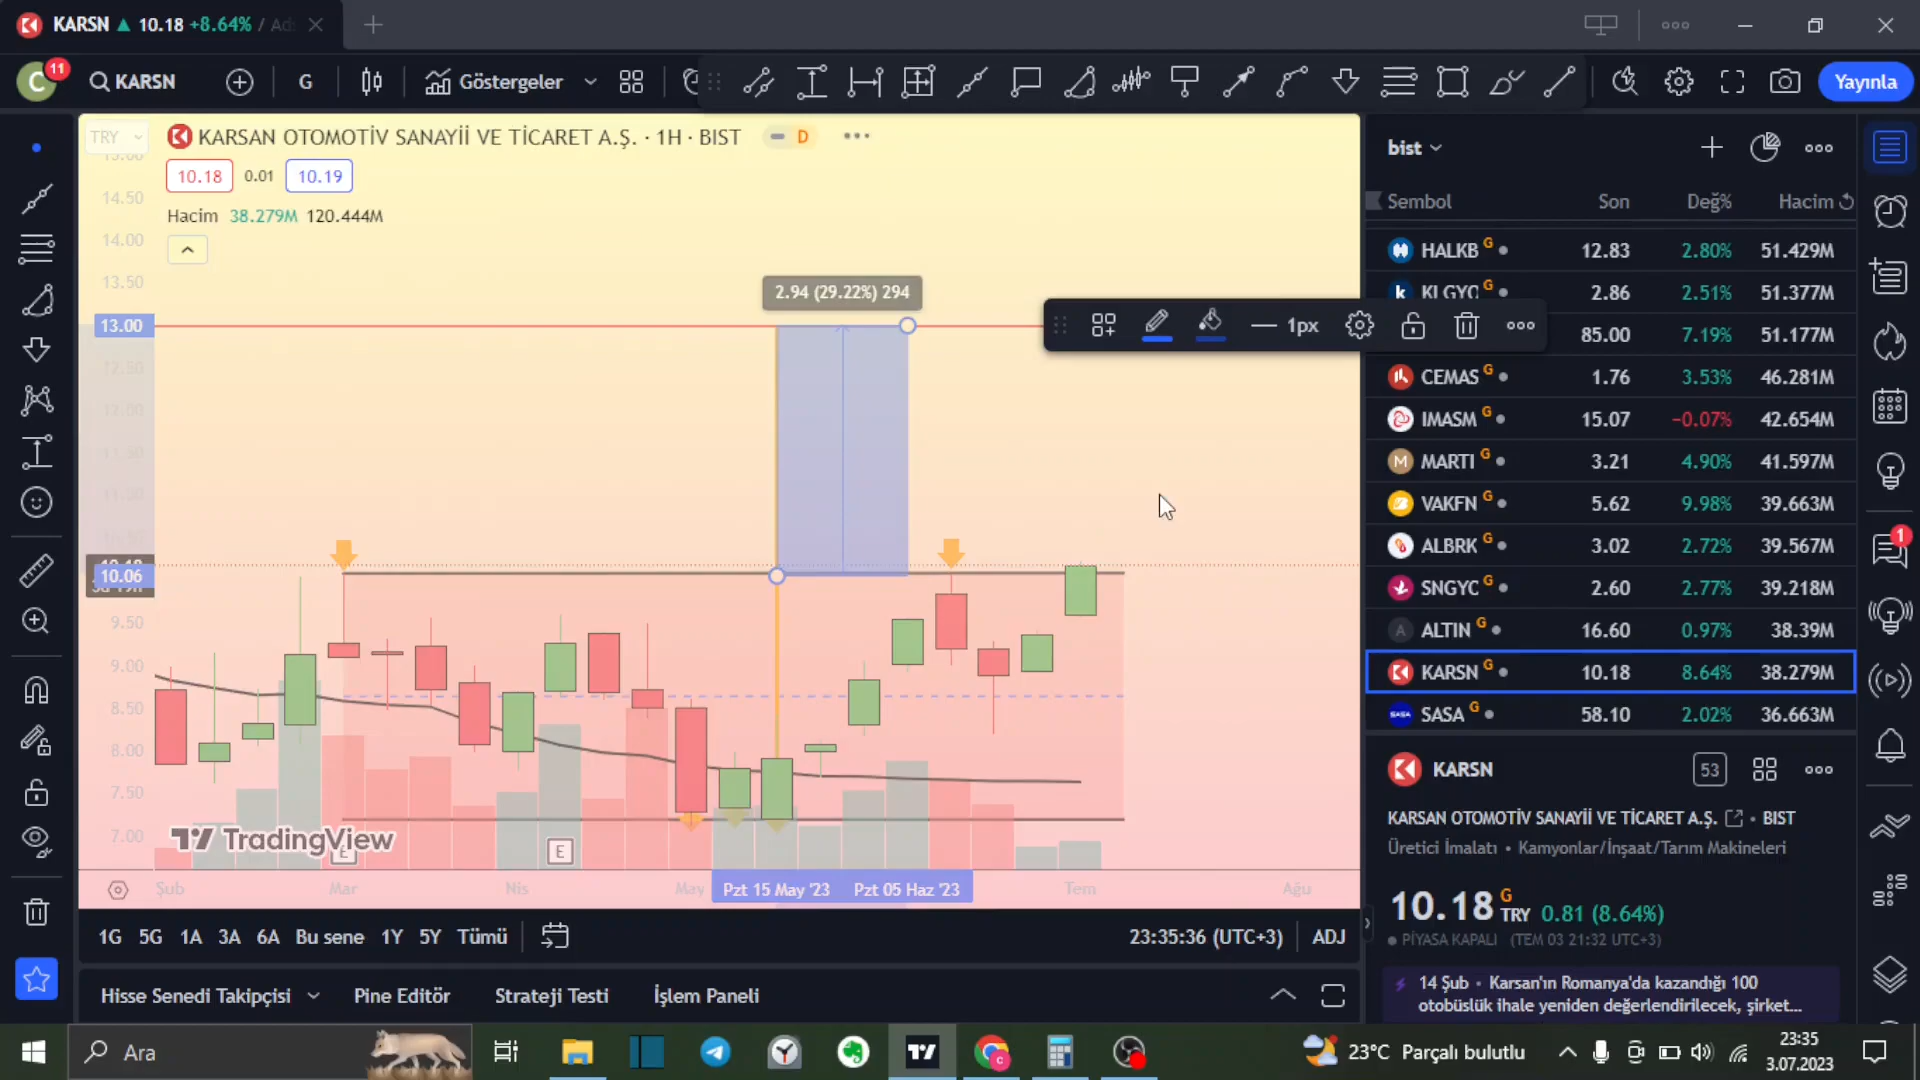 KARSN ▲ 10.18 +8.64% / Ad
C 11 KARSN G Göstergeler Yayınla
TRY KARSAN OTOMOTİV SANAYİİ VE TİCARET A.Ş. · 1H · BIST D
10.18 0.01 10.19
Hacim 38.279M 120.444M
14.50
14.00
13.50
2.94 (29.22%) 294
13.00
1px
12.50
12.00
10.06
9.50
9.00
8.50
8.00
7.50
7.00
TradingView
E E
Şub Mar Nis May Pzt 15 May '23 Pzt 05 Haz '23 Tem Ağu
1G 5G 1A 3A 6A Bu sene 1Y 5Y Tümü 23:35:36 (UTC+3) ADJ
Hisse Senedi Takipçisi Pine Editör Strateji Testi İşlem Paneli
bist
Sembol Son Değ% Hacim
HALKB G 12.83 2.80% 51.429M
KLGYO G 2.86 2.51% 51.377M
85.00 7.19% 51.177M
CEMAS G 1.76 3.53% 46.281M
IMASM G 15.07 −0.07% 42.654M
M MARTI G 3.21 4.90% 41.597M
VAKFN G 5.62 9.98% 39.663M
ALBRK G 3.02 2.72% 39.567M
SNGYC G 2.60 2.77% 39.218M
A ALTIN G 16.60 0.97% 38.39M
KARSN G 10.18 8.64% 38.279M
SASA SASA G 58.10 2.02% 36.663M
1
KARSN 53
KARSAN OTOMOTİV SANAYİİ VE TİCARET A.Ş. • BIST
Üretici İmalatı • Kamyonlar/İnşaat/Tarım Makineleri
10.18 G TRY 0.81 (8.64%)
PİYASA KAPALI (TEM 03 21:32 UTC+3)
14 Şub • Karsan'ın Romanya'da kazandığı 100
otobüslük ihale yeniden değerlendirilecek, şirket...
Ara 23°C Parçalı bulutlu 23:35
3.07.2023